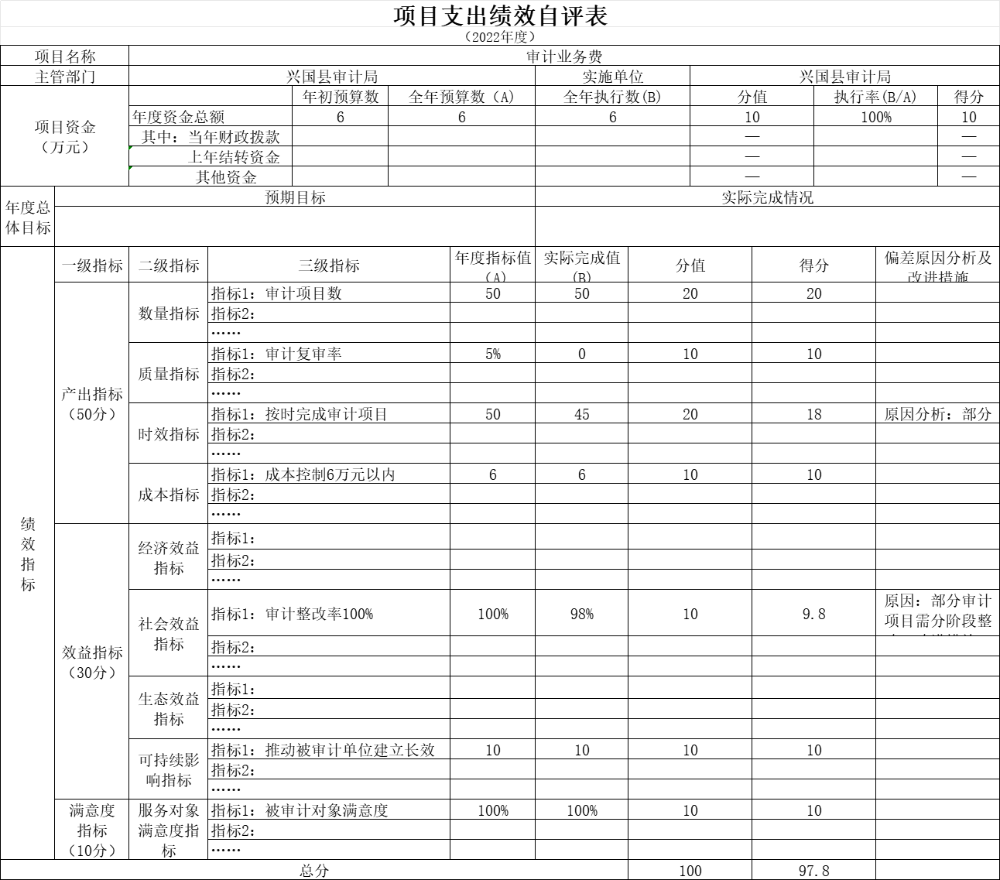 项目支出绩效自评表
（2022年度）
项目名称 审计业务费
主管部门 兴国县审计局 实施单位 兴国县审计局
项目资金
（万元）
年初预算数 全年预算数（A) 全年执行数(B) 分值 执行率(B/A) 得分
年度资金总额 6 6 6 10 100% 10
其中：当年财政拨款 — —
上年结转资金 — —
其他资金 — —
年度总
体目标
预期目标 实际完成情况
绩
效
指
标
一级指标 二级指标 三级指标 年度指标值
（A） 实际完成值
(B) 分值 得分 偏差原因分析及
改进措施
产出指标
（50分）
数量指标
指标1：审计项目数 50 50 20 20
指标2：
……
质量指标
指标1：审计复审率 5% 0 10 10
指标2：
……
时效指标
指标1：按时完成审计项目 50 45 20 18 原因分析：部分
指标2：
……
成本指标
指标1：成本控制6万元以内 6 6 10 10
指标2：
……
效益指标
（30分）
经济效益
指标
指标1：
指标2：
……
社会效益
指标
指标1：审计整改率100% 100% 98% 10 9.8 原因：部分审计
项目需分阶段整
指标2：
……
生态效益
指标
指标1：
指标2：
……
可持续影
响指标
指标1：推动被审计单位建立长效 10 10 10 10
指标2：
……
满意度
指标
（10分）
服务对象
满意度指
标
指标1：被审计对象满意度 100% 100% 10 10
指标2：
……
总分 100 97.8